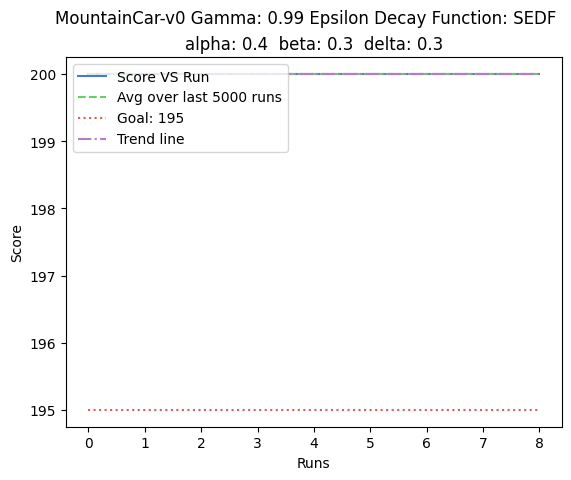 MountainCar-v0 Gamma: 0.99 Epsilon Decay Function: SEDF
alpha: 0.4  beta: 0.3  delta: 0.3
Score VS Run
Avg over last 5000 runs
Goal: 195
Trend line
200
199
198
197
196
195
Score
0 1 2 3 4 5 6 7 8
Runs